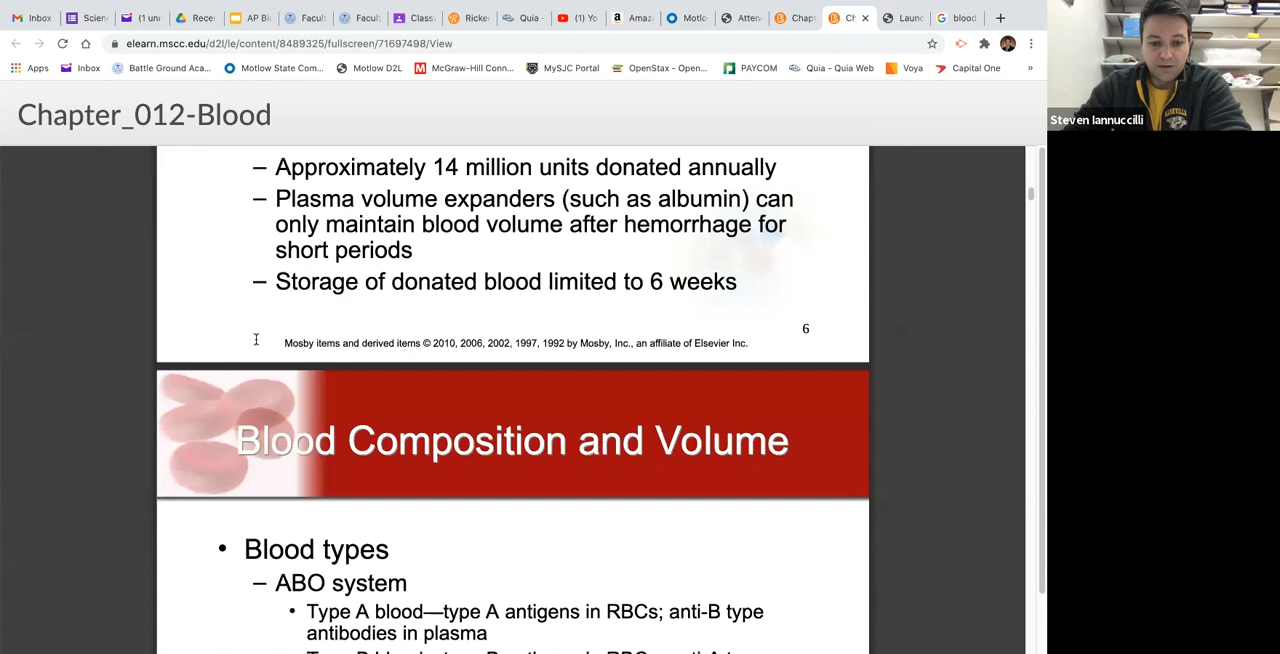 Inbox
Scien
(1 unr
Recer
AP Bi
Facult
Facult
Class
Ricke
Quia -
(1) Yo
Amaz
Motlo
Atten
Chapt
Ch
Launc
blood
elearn.mscc.edu/d2l/le/content/8489325/fullscreen/71697498/View
Apps
Inbox
Battle Ground Aca...
Motlow State Com...
Motlow D2L
McGraw-Hill Conn...
MySJC Portal
OpenStax - Open...
PAYCOM
Quia - Quia Web
Voya
Capital One
»
Chapter_012-Blood
– Approximately 14 million units donated annually
– Plasma volume expanders (such as albumin) can
only maintain blood volume after hemorrhage for
short periods
– Storage of donated blood limited to 6 weeks
6
Mosby items and derived items © 2010, 2006, 2002, 1997, 1992 by Mosby, Inc., an affiliate of Elsevier Inc.
Blood Composition and Volume
• Blood types
– ABO system
• Type A blood—type A antigens in RBCs; anti-B type
antibodies in plasma
Steven Iannuccilli
NASHVILLE